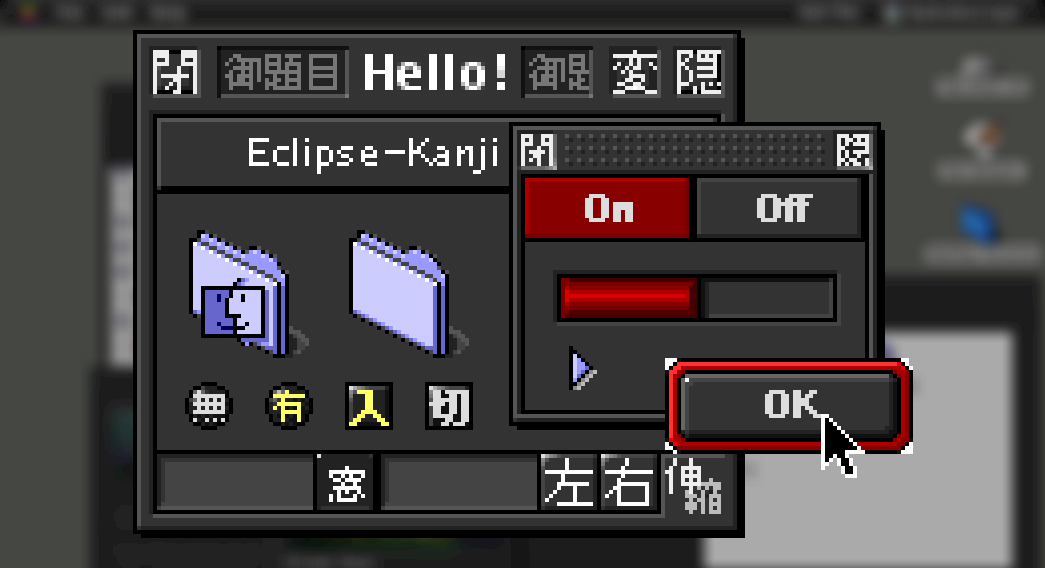 閉 御題目 Hello! 御是 変 隠
Eclipse-Kanji
閉 隠
On Off
無 有 入 切
OK
窓 左 右 伸縮